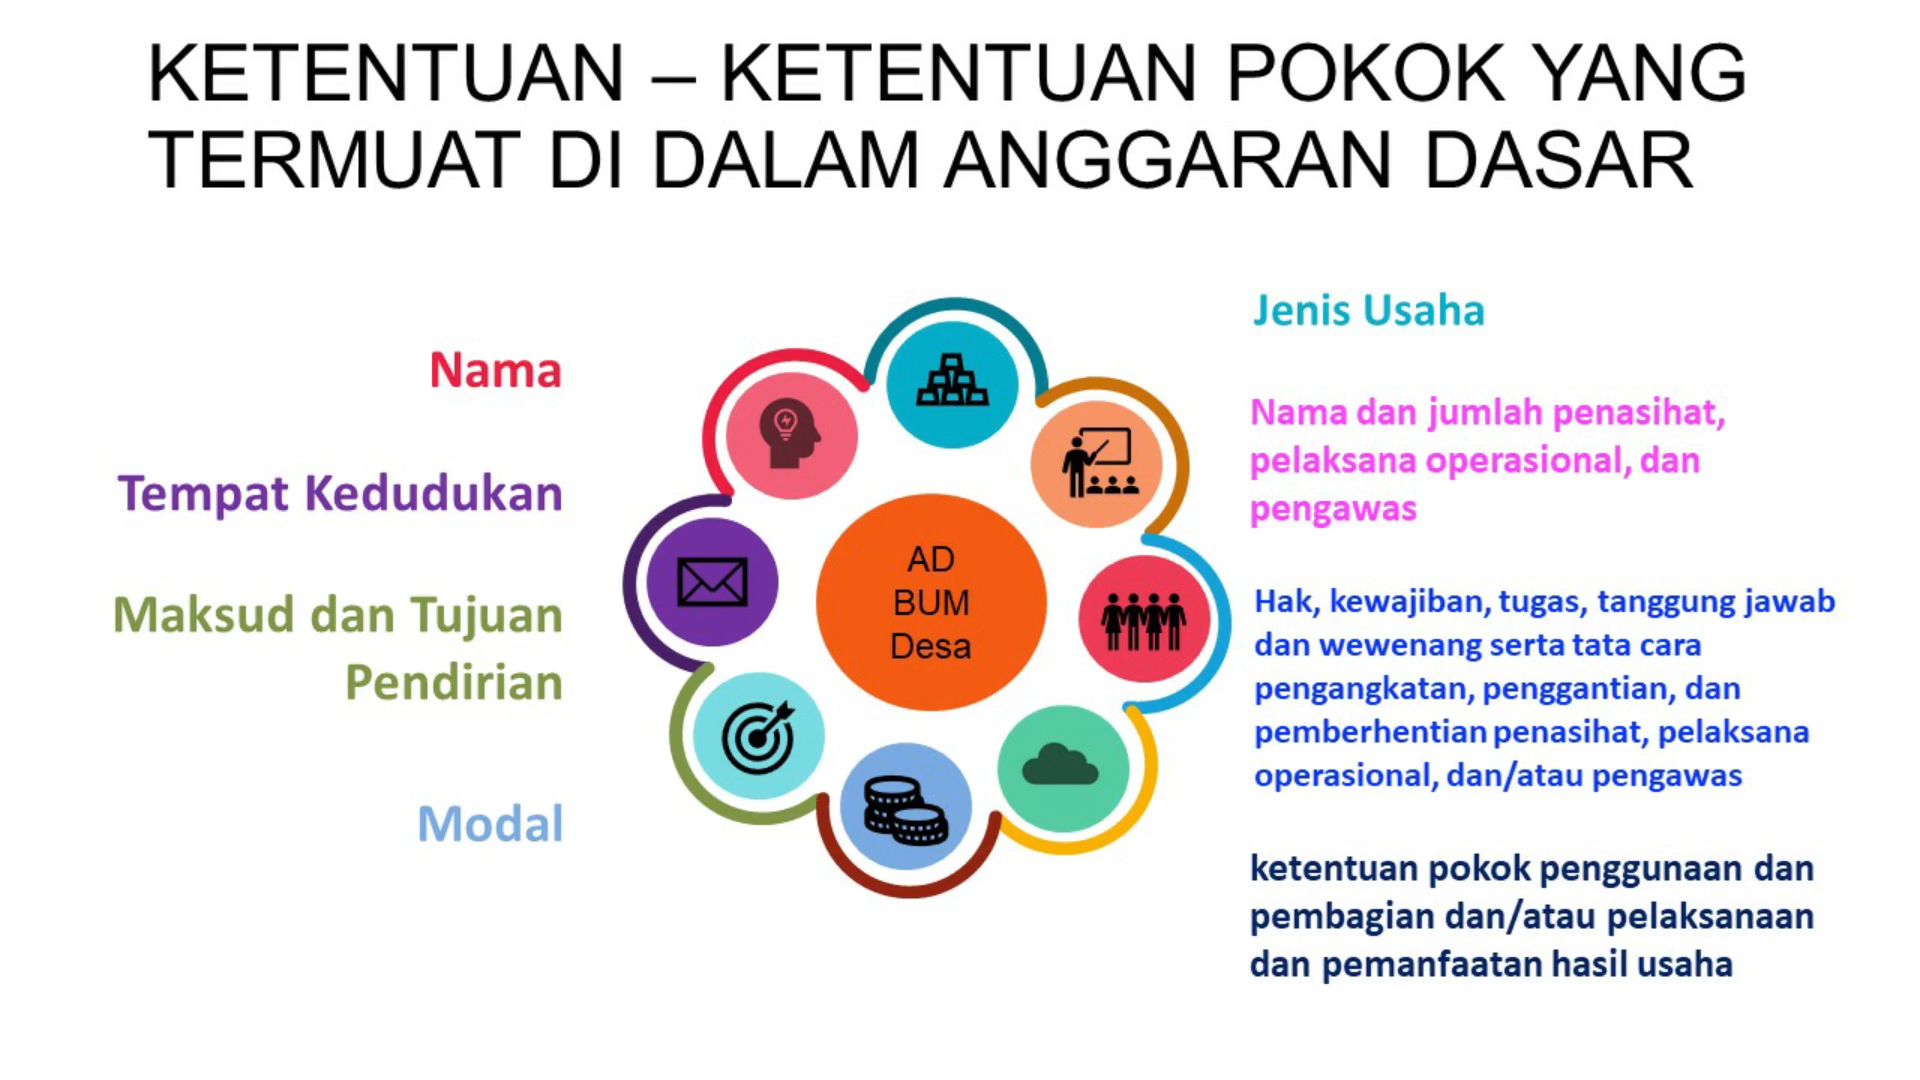 KETENTUAN – KETENTUAN POKOK YANG
TERMUAT DI DALAM ANGGARAN DASAR
Nama
Tempat Kedudukan
Maksud dan Tujuan
Pendirian
Modal
AD
BUM
Desa
Jenis Usaha
Nama dan jumlah penasihat,
pelaksana operasional, dan
pengawas
Hak, kewajiban, tugas, tanggung jawab
dan wewenang serta tata cara
pengangkatan, penggantian, dan
pemberhentian penasihat, pelaksana
operasional, dan/atau pengawas
ketentuan pokok penggunaan dan
pembagian dan/atau pelaksanaan
dan pemanfaatan hasil usaha